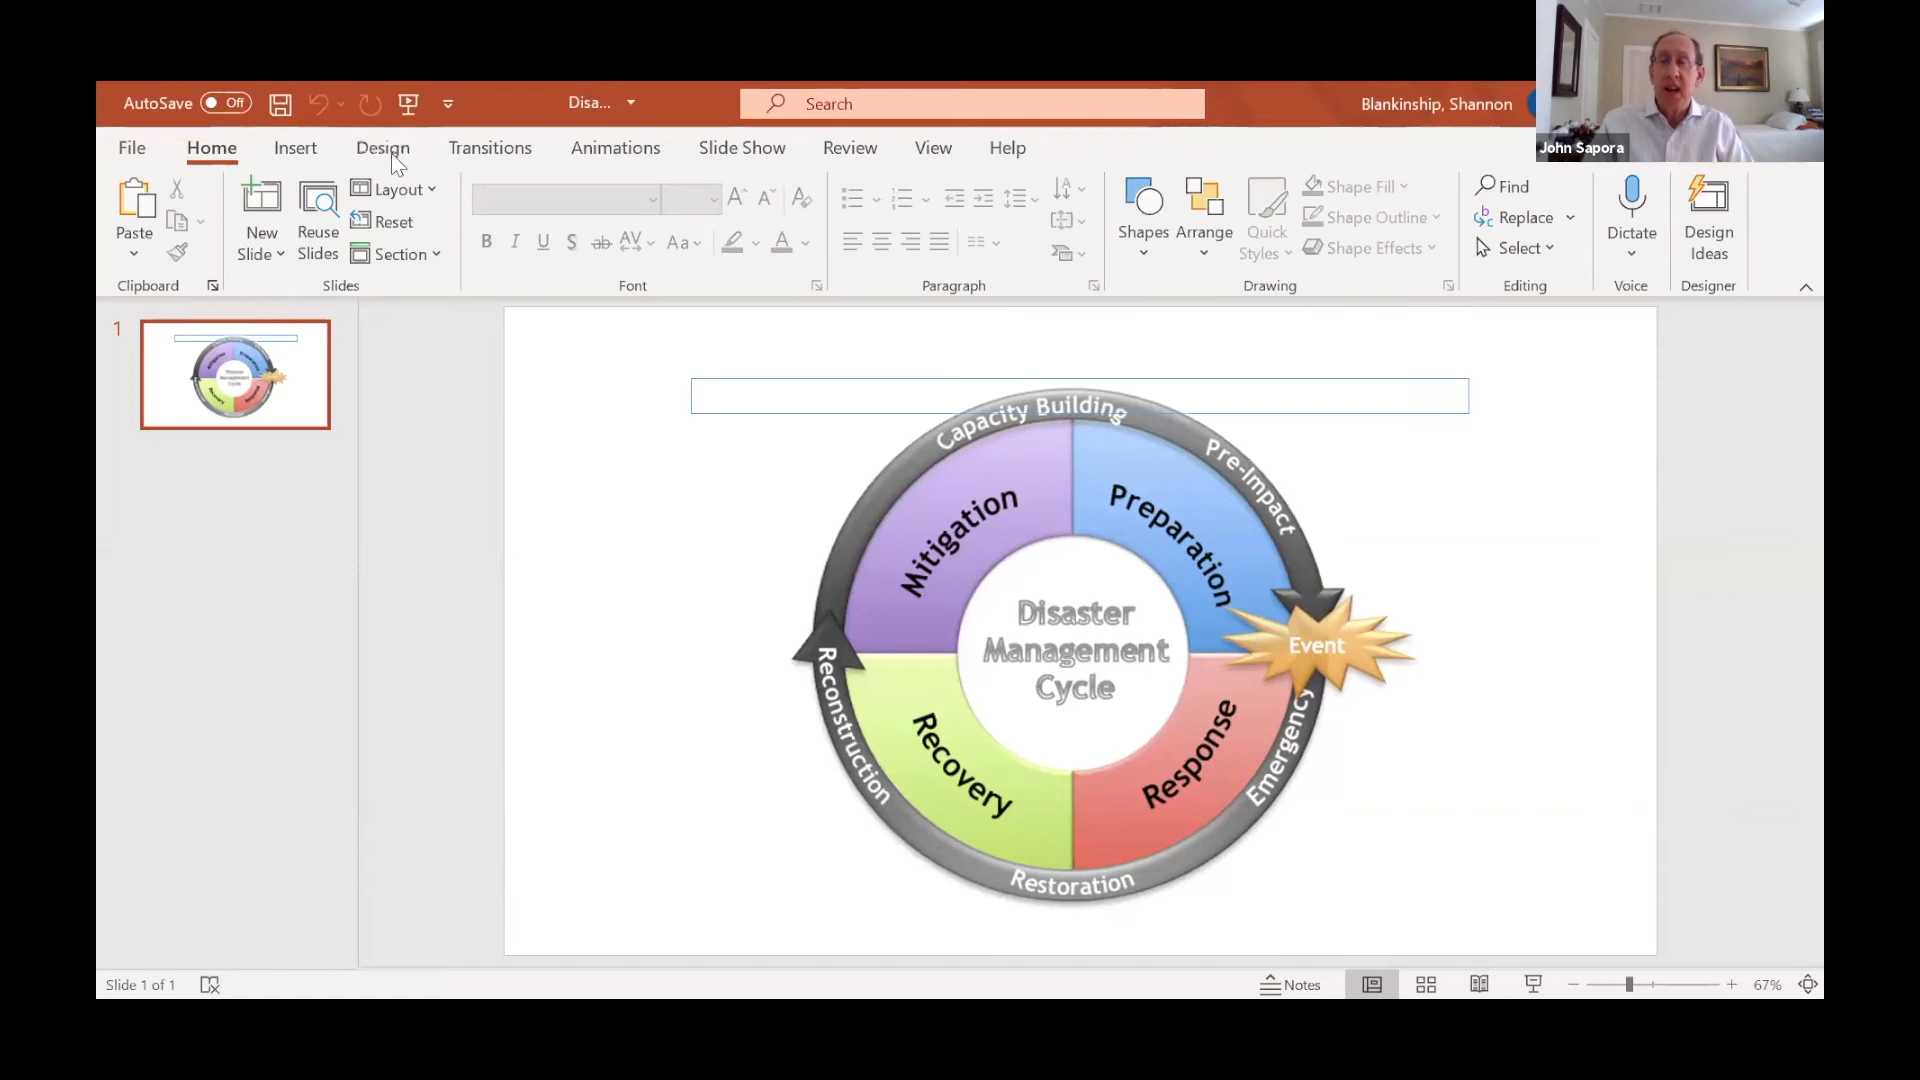 AutoSave Off Disa... Search Blankinship, Shannon
John Sapora
File Home Insert Design Transitions Animations Slide Show Review View Help
Paste
Clipboard
New Slide
Reuse Slides
Layout
Reset
Section
Slides
B I U S ab AV Aa A
Font
Paragraph
Shapes
Arrange
Quick Styles
Shape Fill
Shape Outline
Shape Effects
Drawing
Find
Replace
Select
Editing
Dictate
Voice
Design Ideas
Designer
1
Capacity Building
Pre-Impact
Mitigation
Preparation
Disaster
Management
Cycle
Event
Reconstruction
Emergency
Recovery
Response
Restoration
Slide 1 of 1 Notes 67%